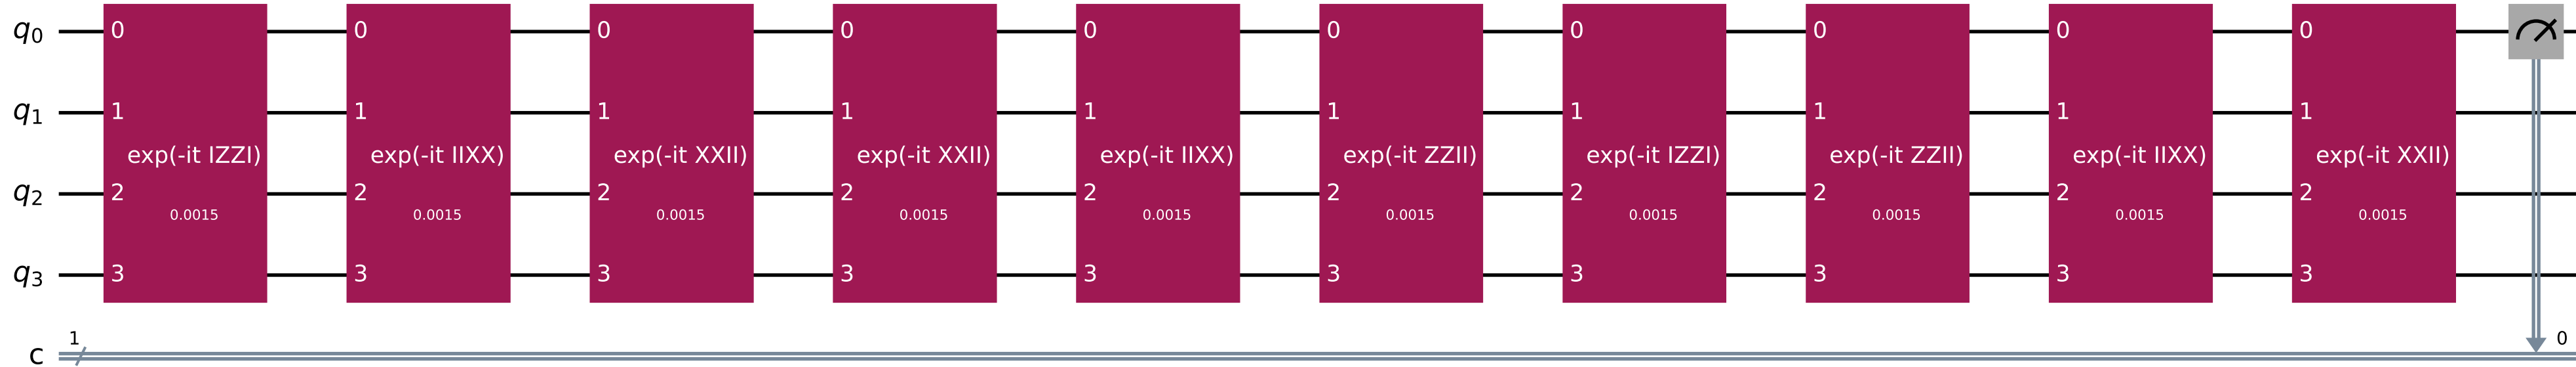 q0 0 0 0 0 0 0 0 0 0 0
q1 1 1 1 1 1 1 1 1 1 1
exp(-it IZZI) exp(-it IIXX) exp(-it XXII) exp(-it XXII) exp(-it IIXX) exp(-it ZZII) exp(-it IZZI) exp(-it ZZII) exp(-it IIXX) exp(-it XXII)
q2 2 2 2 2 2 2 2 2 2 2
0.0015 0.0015 0.0015 0.0015 0.0015 0.0015 0.0015 0.0015 0.0015 0.0015
q3 3 3 3 3 3 3 3 3 3 3
1 0
c